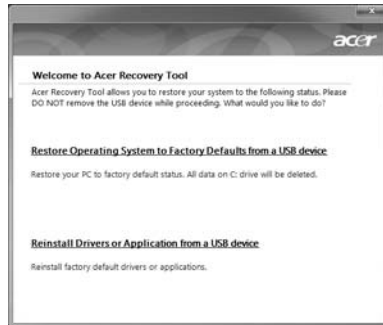 acer
Welcome to Acer Recovery Tool
Acer Recovery Tool allows you to restore your system to the following status. Please
DO NOT remove the USB device while proceeding. What would you like to do?
Restore Operating System to Factory Defaults from a USB device
Restore your PC to factory default status. All data on C: drive will be deleted.
Reinstall Drivers or Application from a USB device
Reinstall factory default drivers or applications.